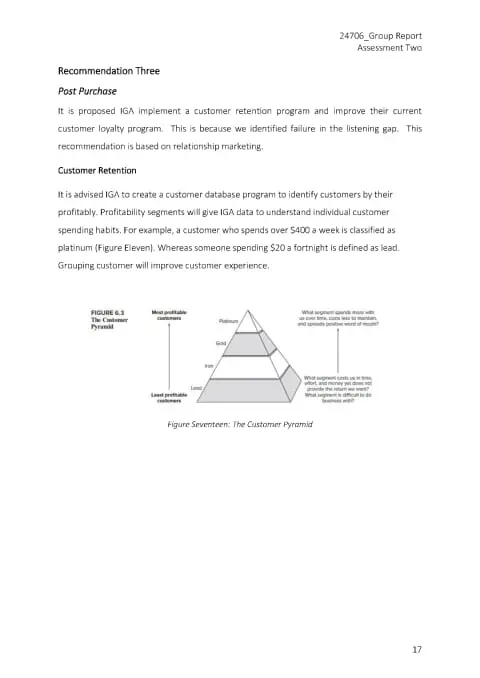 24706_Group Report
Assessment Two
Recommendation Three
Post Purchase
It is proposed IGA implement a customer retention program and improve their current
customer loyalty program. This is because we identified failure in the listening gap. This
recommendation is based on relationship marketing.
Customer Retention
It is advised IGA to create a customer database program to identify customers by their
profitably. Profitability segments will give IGA data to understand individual customer
spending habits. For example, a customer who spends over $400 a week is classified as
platinum (Figure Eleven). Whereas someone spending $20 a fortnight is defined as lead.
Grouping customer will improve customer experience.
FIGURE 6.3
The Customer
Pyramid
Most profitable
customers
Least profitable
customers
Platinum
Gold
Iron
Lead
What segment spends more with
us over time, costs less to maintain,
and spreads positive word of mouth?
What segment costs us in time,
effort, and money yet does not
provide the return we want?
What segment is difficult to do
business with?
Figure Seventeen: The Customer Pyramid
17